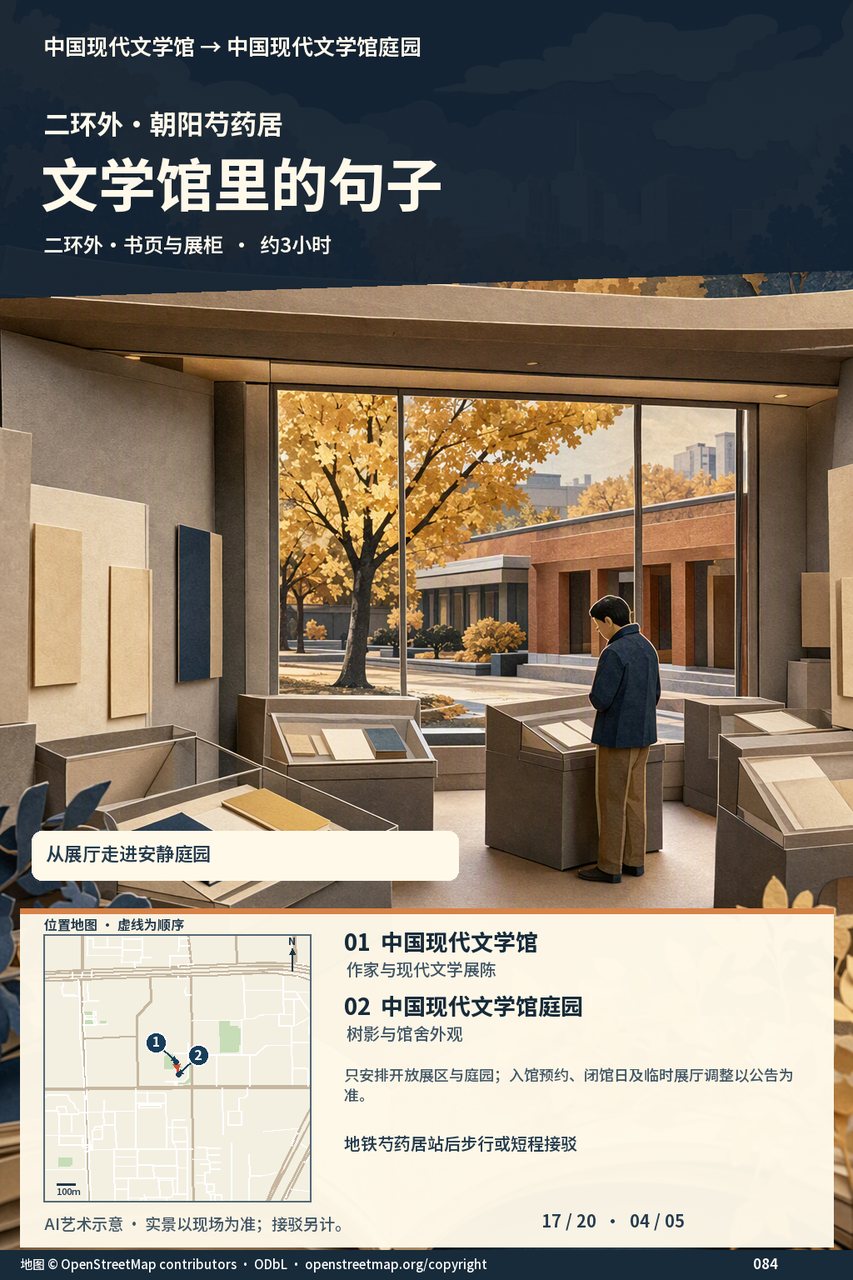 中国现代文学馆 → 中国现代文学馆庭园
二环外・朝阳芍药居
文学馆里的句子
二环外・书页与展柜 ・ 约3小时
从展厅走进安静庭园
位置地图 ・ 虚线为顺序
N
1
2
100m
01 中国现代文学馆
作家与现代文学展陈
02 中国现代文学馆庭园
树影与馆舍外观
只安排开放展区与庭园；入馆预约、闭馆日及临时展厅调整以公告为
准。
地铁芍药居站后步行或短程接驳
AI艺术示意・实景以现场为准；接驳另计。
17 / 20 ・ 04 / 05
地图 © OpenStreetMap contributors ・ ODbL ・ openstreetmap.org/copyright
084